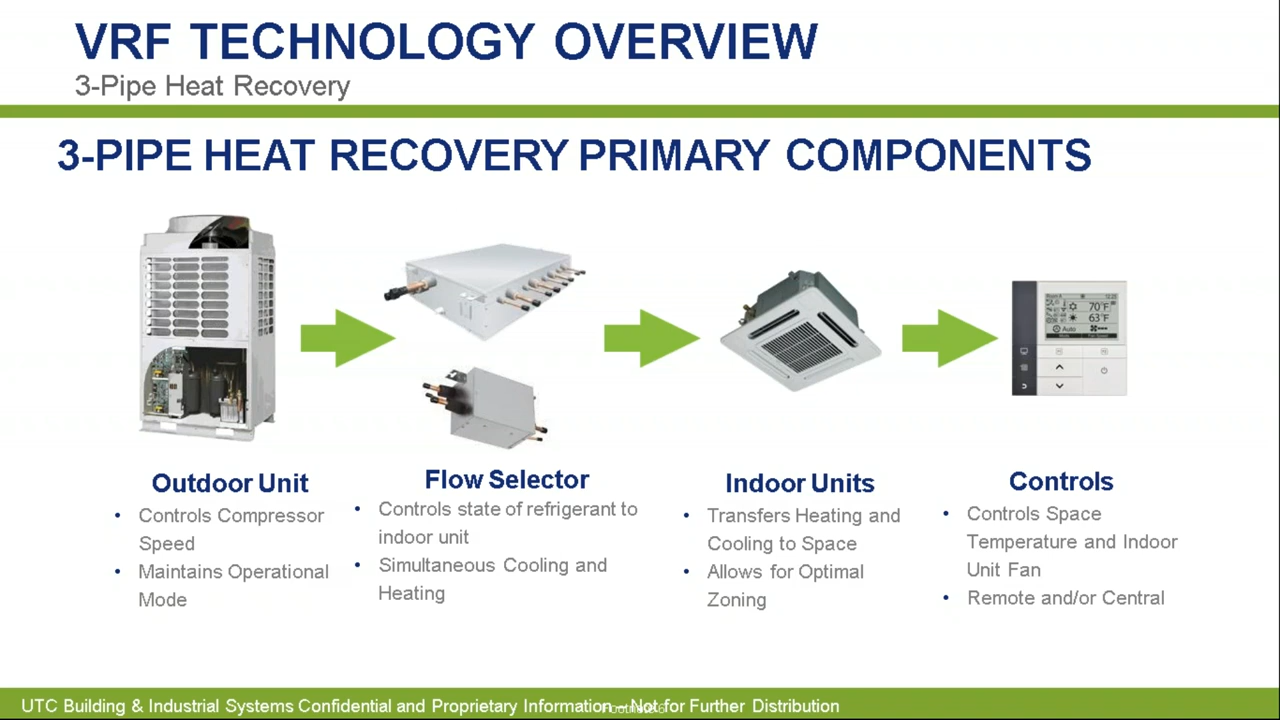 VRF TECHNOLOGY OVERVIEW
3-Pipe Heat Recovery
3-PIPE HEAT RECOVERY PRIMARY COMPONENTS
70°F
63°F
Auto
Outdoor Unit
• Controls Compressor
Speed
• Maintains Operational
Mode
Flow Selector
• Controls state of refrigerant to
indoor unit
• Simultaneous Cooling and
Heating
Indoor Units
• Transfers Heating and
Cooling to Space
• Allows for Optimal
Zoning
Controls
• Controls Space
Temperature and Indoor
Unit Fan
• Remote and/or Central
UTC Building & Industrial Systems Confidential and Proprietary Information – Not for Further Distribution